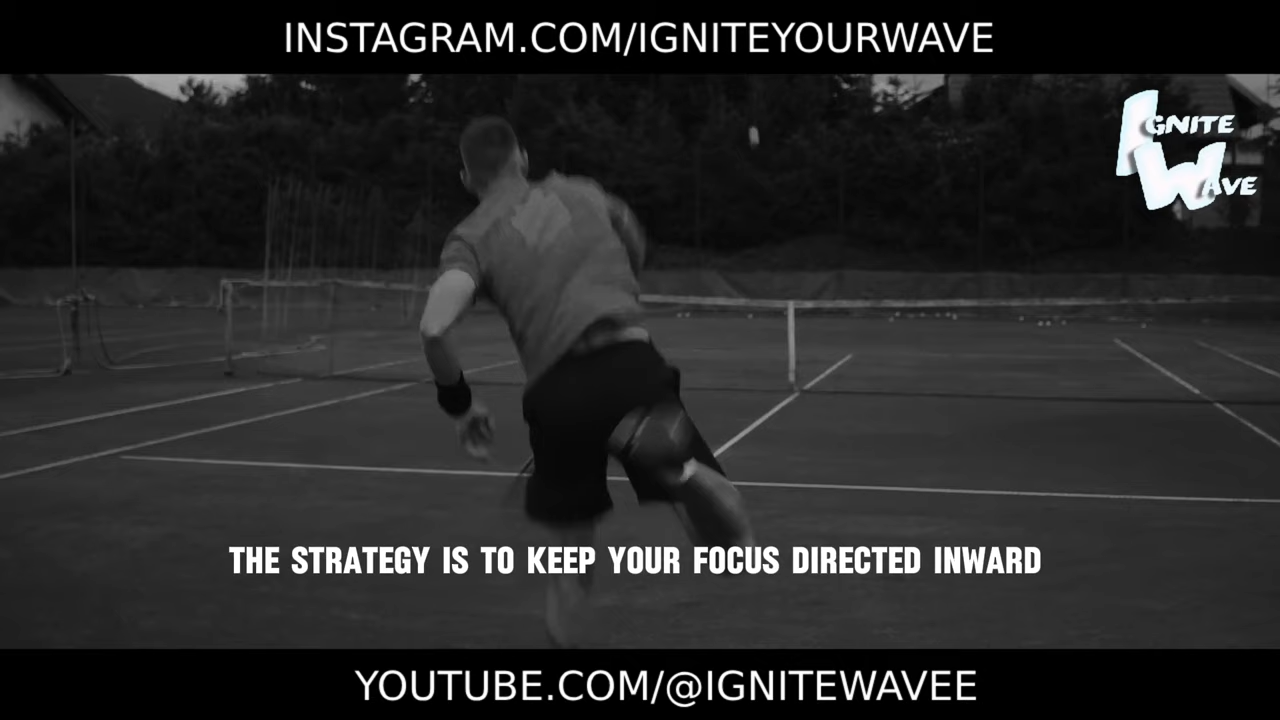 INSTAGRAM.COM/IGNITEYOURWAVE
IGNITE
WAVE
THE STRATEGY IS TO KEEP YOUR FOCUS DIRECTED INWARD
YOUTUBE.COM/@IGNITEWAVEE